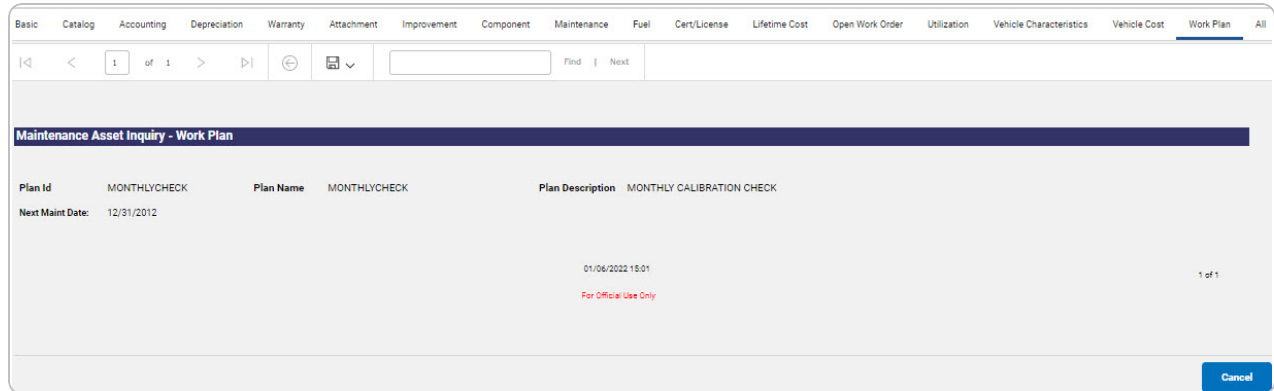 Basic Catalog Accounting Depreciation Warranty Attachment Improvement Component Maintenance Fuel Cert/License Lifetime Cost Open Work Order Utilization Vehicle Characteristics Vehicle Cost Work Plan All
1 of 1 Find | Next
Maintenance Asset Inquiry - Work Plan
Plan Id MONTHLYCHECK Plan Name MONTHLYCHECK Plan Description MONTHLY CALIBRATION CHECK
Next Maint Date: 12/31/2012
01/06/2022 15:01
1 of 1
For Official Use Only
Cancel